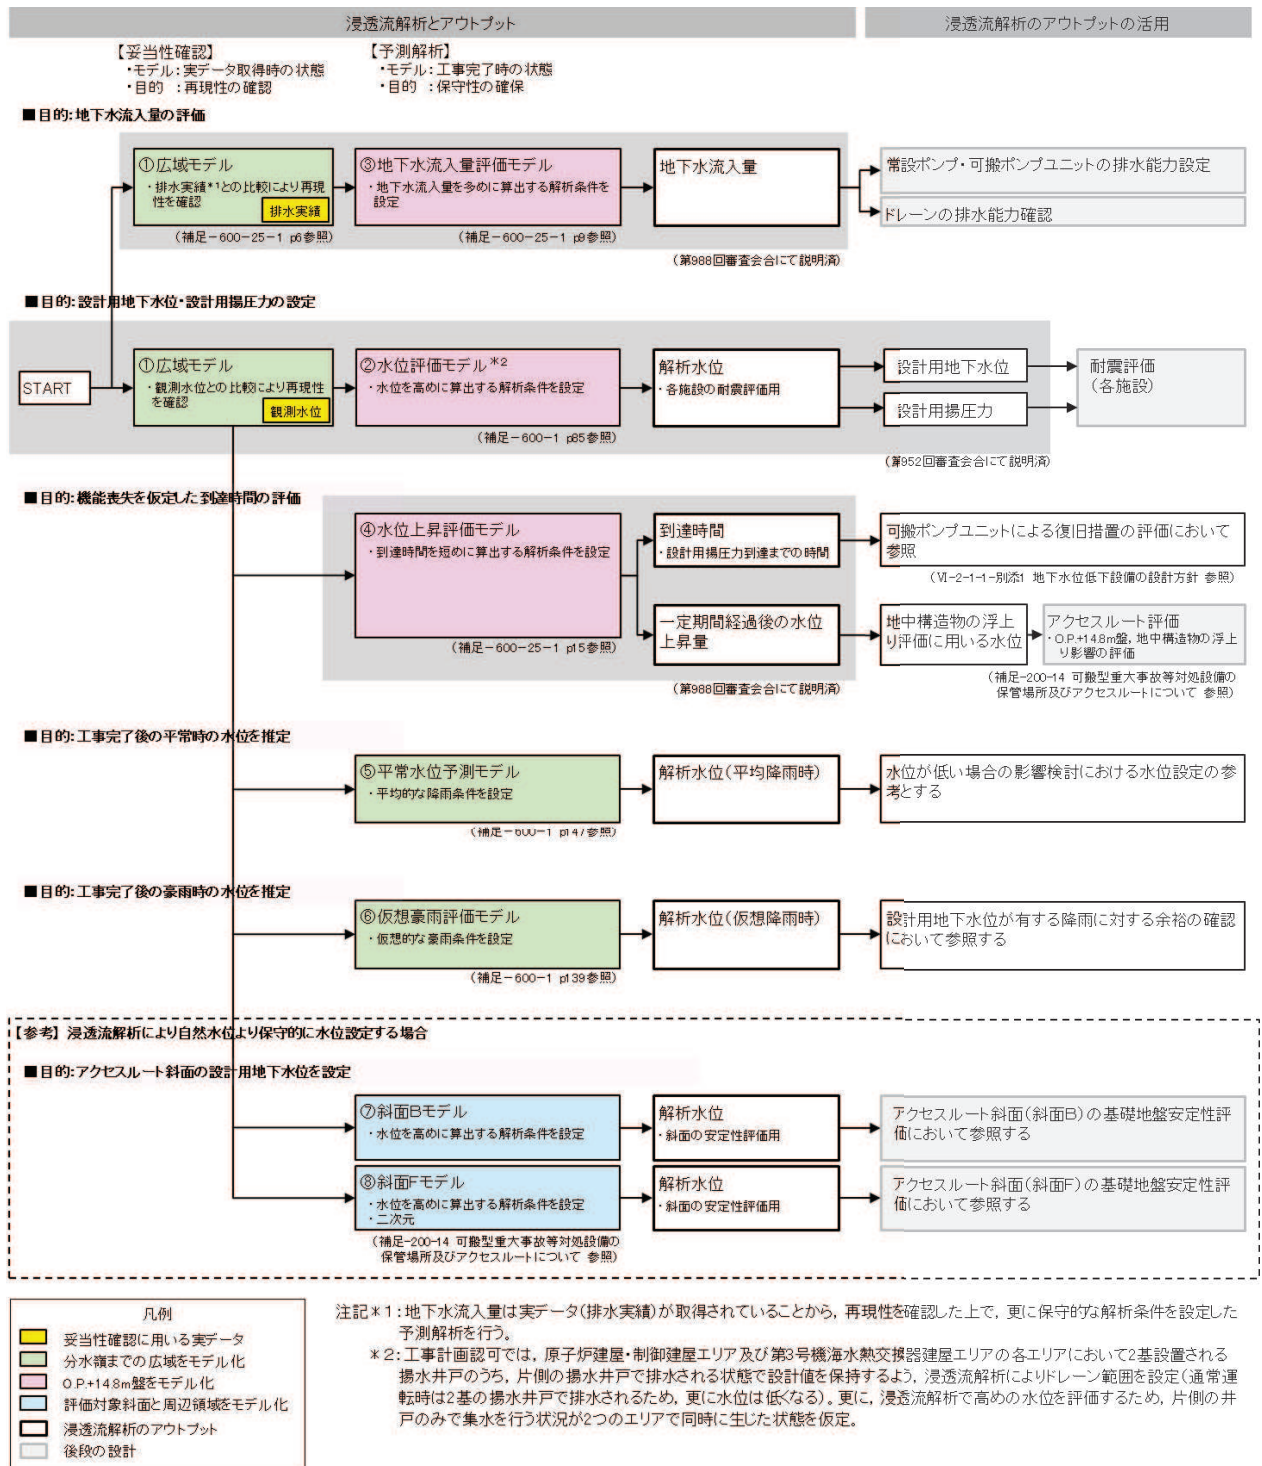 浸透流解析とアウトプット
浸透流解析のアウトプットの活用
【妥当性確認】
・モデル：実データ取得時の状態
・目的　：再現性の確認
【予測解析】
・モデル：工事完了時の状態
・目的　：保守性の確保
■目的：地下水流入量の評価
①広域モデル
・排水実績*1との比較により再現
性を確認
排水実績
（補足－600－25－1 p6参照）
③地下水流入量評価モデル
・地下水流入量を多めに算出する解析条件を
設定
（補足－600－25－1 p9参照）
地下水流入量
（第988回審査会合にて説明済）
常設ポンプ・可搬ポンプユニットの排水能力設定
ドレーンの排水能力確認
■目的：設計用地下水位・設計用揚圧力の設定
START
①広域モデル
・観測水位との比較により再現性
を確認
観測水位
②水位評価モデル*2
・水位を高めに算出する解析条件を設定
（補足－600－1 p85参照）
解析水位
・各施設の耐震評価用
設計用地下水位
設計用揚圧力
（第952回審査会合にて説明済）
耐震評価
（各施設）
■目的：機能喪失を仮定した到達時間の評価
④水位上昇評価モデル
・到達時間を短めに算出する解析条件を設定
（補足－600－25－1 p15参照）
到達時間
・設計用揚圧力到達までの時間
一定期間経過後の水位
上昇量
（第988回審査会合にて説明済）
可搬ポンプユニットによる復旧措置の評価において
参照
（Ⅵ-2-1-1-別添1 地下水位低下設備の設計方針 参照）
地中構造物の浮上
り評価に用いる水位
アクセスルート評価
・O.P.+14.8m盤，地中構造物の浮上
り影響の評価
（補足-200-14 可搬型重大事故等対処設備の
保管場所及びアクセスルートについて 参照）
■目的：工事完了後の平常時の水位を推定
⑤平常水位予測モデル
・平均的な降雨条件を設定
（補足－600－1 p147参照）
解析水位（平均降雨時）
水位が低い場合の影響検討における水位設定の参
考とする
■目的：工事完了後の豪雨時の水位を推定
⑥仮想豪雨評価モデル
・仮想的な豪雨条件を設定
（補足－600－1 p139参照）
解析水位（仮想降雨時）
設計用地下水位が有する降雨に対する余裕の確認
において参照する
【参考】浸透流解析により自然水位より保守的に水位設定する場合
■目的：アクセスルート斜面の設計用地下水位を設定
⑦斜面Bモデル
・水位を高めに算出する解析条件を設定
解析水位
・斜面の安定性評価用
アクセスルート斜面（斜面B）の基礎地盤安定性評
価において参照する
⑧斜面Fモデル
・水位を高めに算出する解析条件を設定
・二次元
（補足-200-14 可搬型重大事故等対処設備の
保管場所及びアクセスルートについて 参照）
解析水位
・斜面の安定性評価用
アクセスルート斜面（斜面F）の基礎地盤安定性評
価において参照する
凡例
妥当性確認に用いる実データ
分水嶺までの広域をモデル化
O.P.+14.8m盤をモデル化
評価対象斜面と周辺領域をモデル化
浸透流解析のアウトプット
後段の設計
注記＊1：地下水流入量は実データ（排水実績）が取得されていることから，再現性を確認した上で，更に保守的な解析条件を設定した
予測解析を行う。
＊2：工事計画認可では，原子炉建屋・制御建屋エリア及び第3号機海水熱交換器建屋エリアの各エリアにおいて2基設置される
揚水井戸のうち，片側の揚水井戸で排水される状態で設計値を保持するよう，浸透流解析によりドレーン範囲を設定（通常運
転時は2基の揚水井戸で排水されるため，更に水位は低くなる）。更に，浸透流解析で高めの水位を評価するため，片側の井
戸のみで集水を行う状況が2つのエリアで同時に生じた状態を仮定。